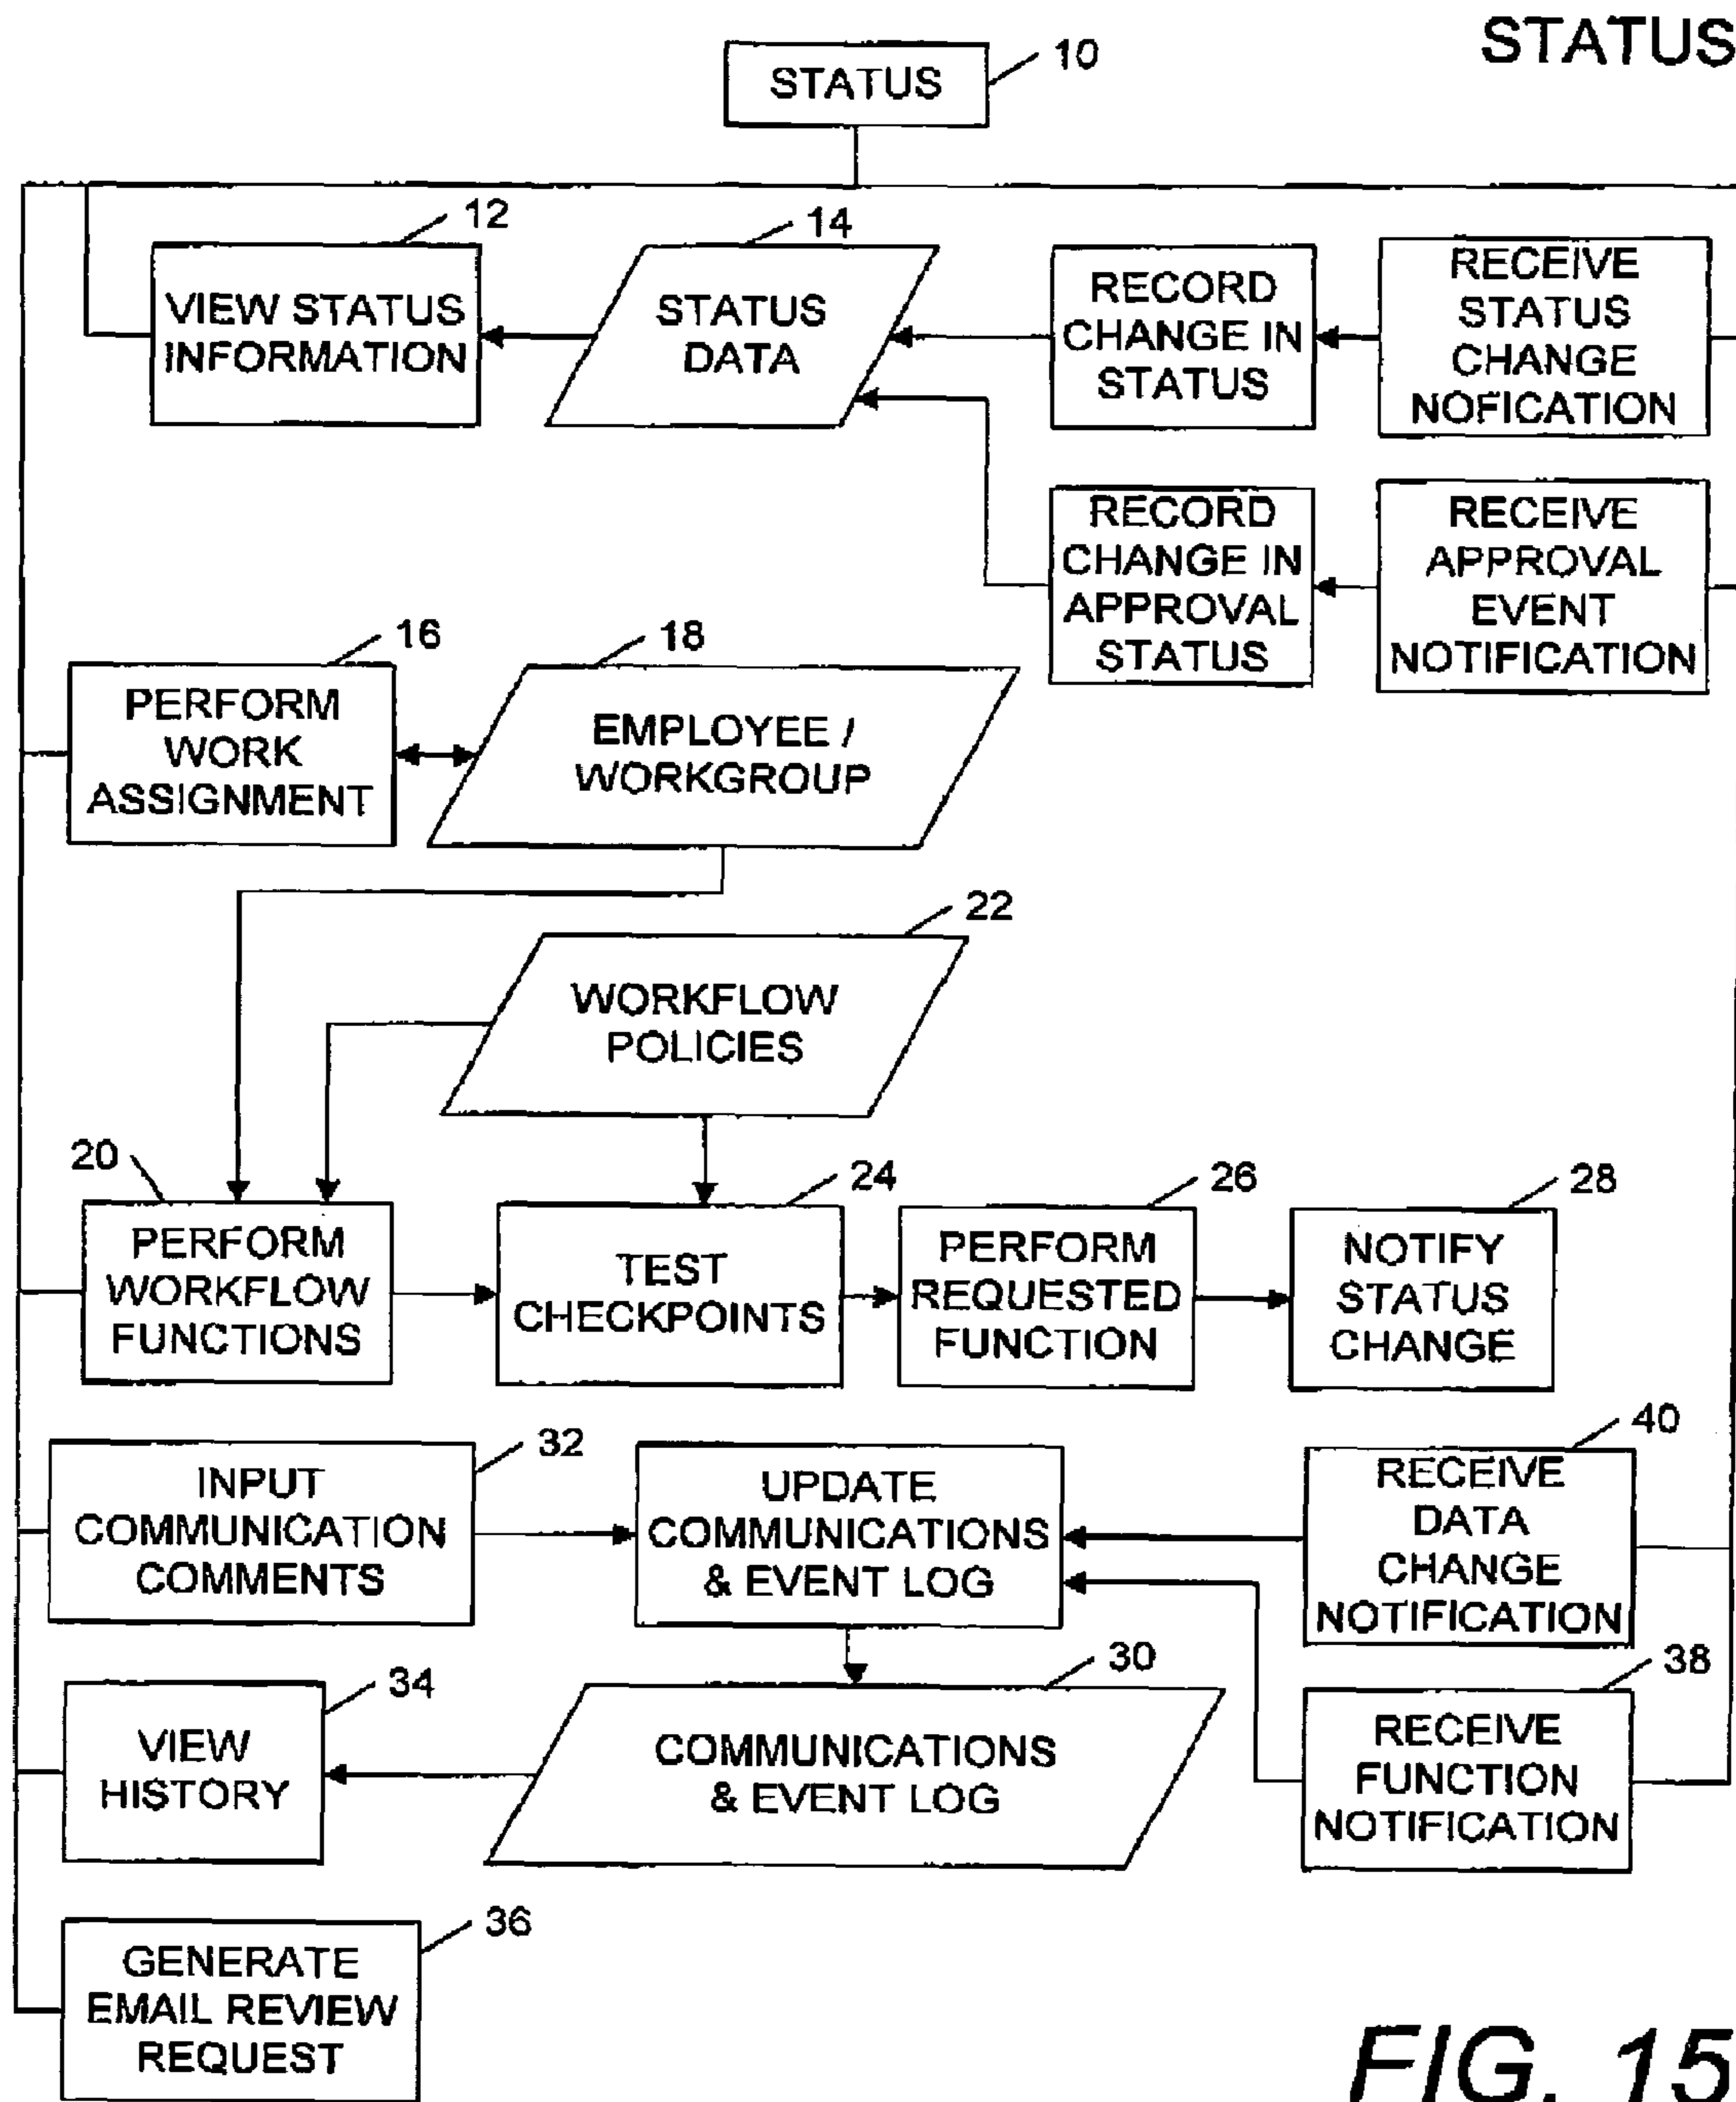 STATUS
STATUS
10
12
14
VIEW STATUS
INFORMATION
STATUS
DATA
RECORD
CHANGE IN
STATUS
RECEIVE
STATUS
CHANGE
NOFICATION
RECORD
CHANGE IN
APPROVAL
STATUS
RECEIVE
APPROVAL
EVENT
NOTIFICATION
16
18
PERFORM
WORK
ASSIGNMENT
EMPLOYEE /
WORKGROUP
22
WORKFLOW
POLICIES
20
24
26
28
PERFORM
WORKFLOW
FUNCTIONS
TEST
CHECKPOINTS
PERFORM
REQUESTED
FUNCTION
NOTIFY
STATUS
CHANGE
32
40
INPUT
COMMUNICATION
COMMENTS
UPDATE
COMMUNICATIONS
& EVENT LOG
RECEIVE
DATA
CHANGE
NOTIFICATION
34
30
38
VIEW
HISTORY
COMMUNICATIONS
& EVENT LOG
RECEIVE
FUNCTION
NOTIFICATION
36
GENERATE
EMAIL REVIEW
REQUEST
FIG. 15